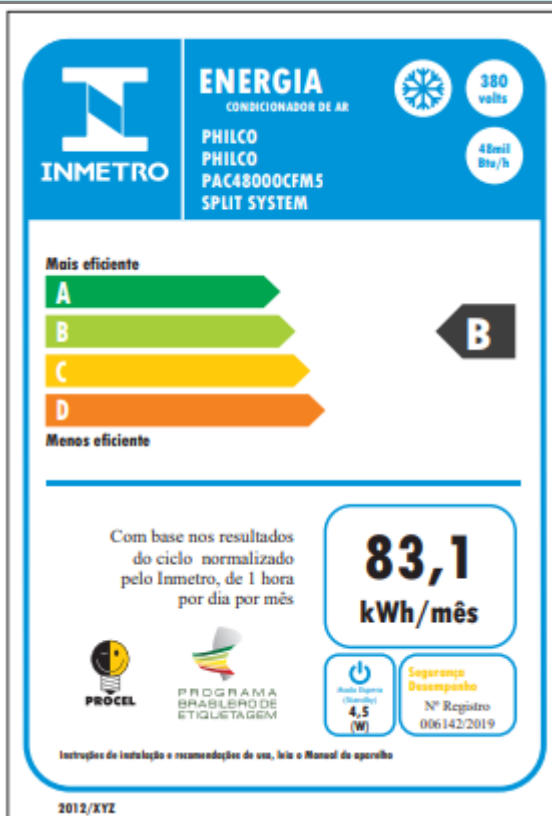 INMETRO
ENERGIA
CONDICIONADOR DE AR
PHILCO
PHILCO
PAC48000CFM5
SPLIT SYSTEM
380
volts
48mil
Btu/h
Mais eficiente
A
B
C
D
Menos eficiente
B
Com base nos resultados
do ciclo normalizado
pelo Inmetro, de 1 hora
por dia por mês
83,1
kWh/mês
PROCEL
PROGRAMA
BRASILEIRO DE
ETIQUETAGEM
Modo Espera
(Standby)
4,5
(W)
Segurança
Desempenho
Nº Registro
006142/2019
Instruções de instalação e recomendações de uso, leia o Manual do aparelho
2012/XYZ